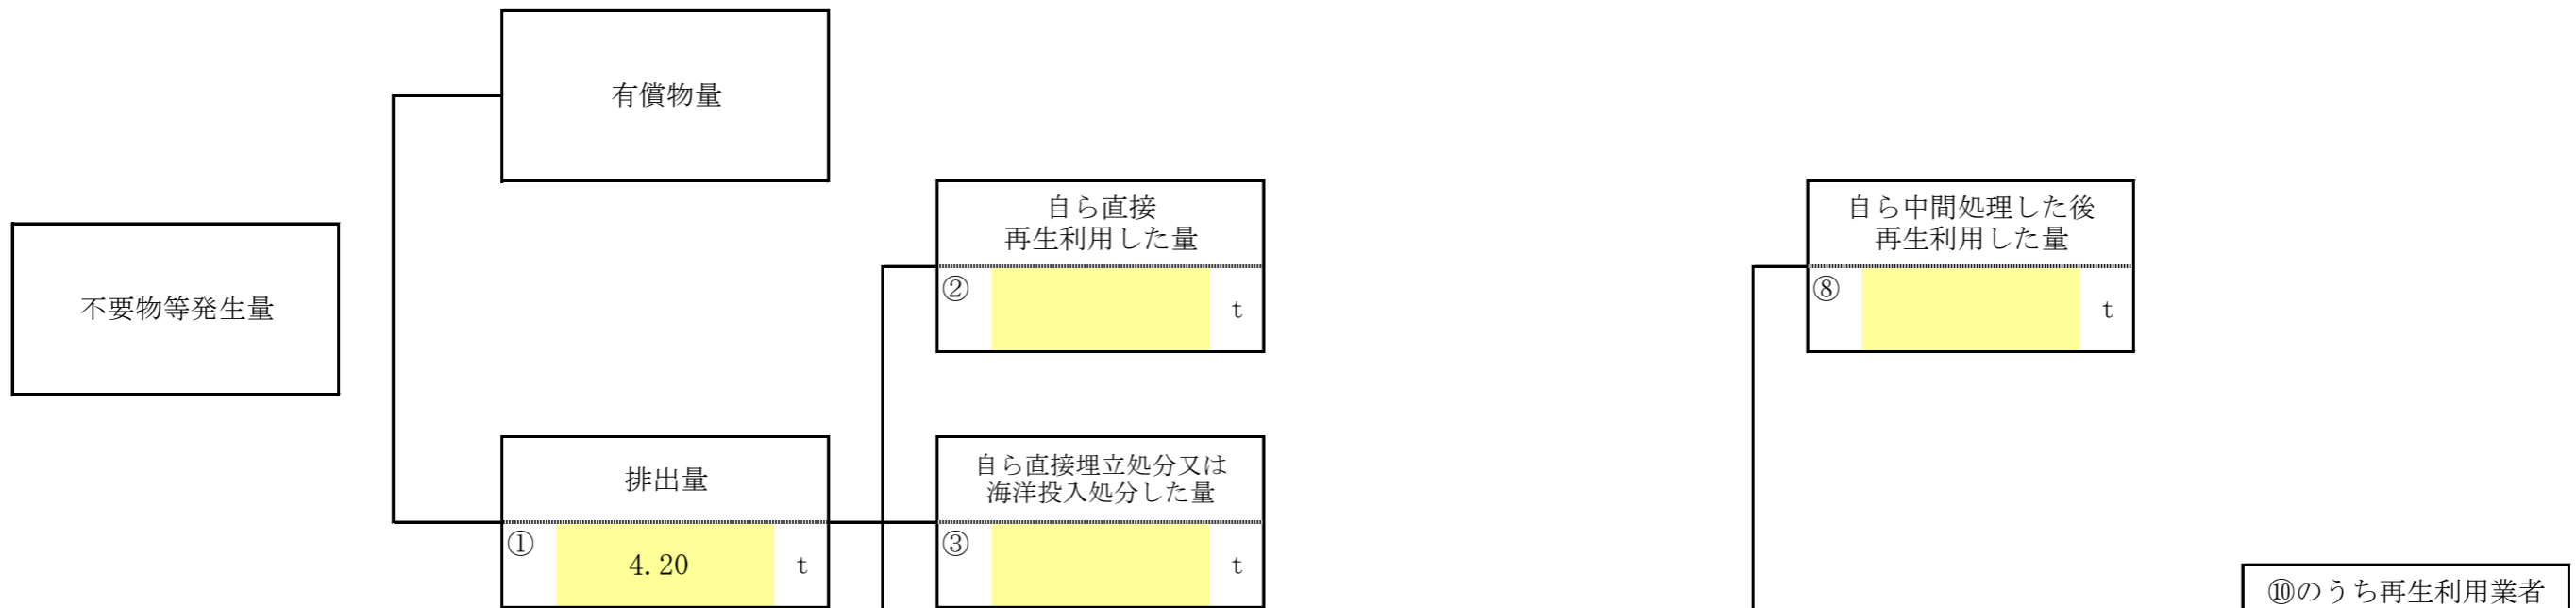 有償物量
自ら直接
再生利用した量
② t
自ら中間処理した後
再生利用した量
⑧ t
不要物等発生量
排出量
① 4.20 t
自ら直接埋立処分又は
海洋投入処分した量
③ t
⑩のうち再生利用業者